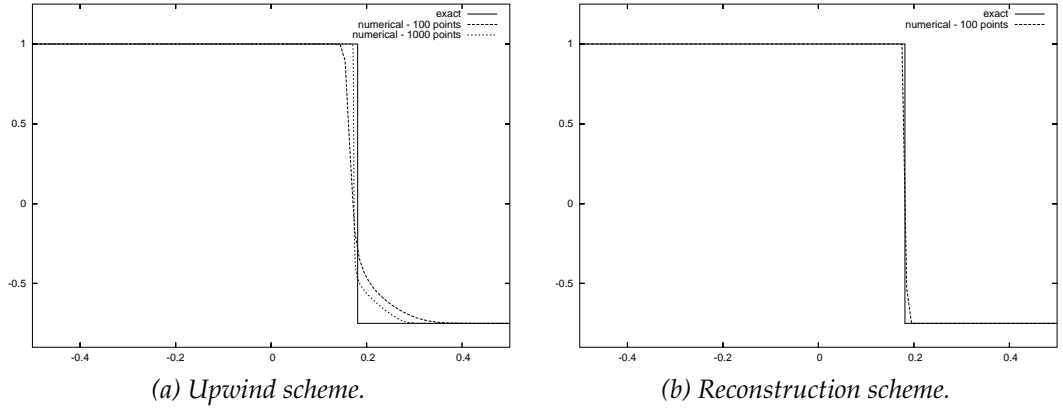 exact
numerical - 100 points
numerical - 1000 points
1
0.5
0
-0.5
-0.4
-0.2
0
0.2
0.4
(a) Upwind scheme.
exact
numerical - 100 points
1
0.5
0
-0.5
-0.4
-0.2
0
0.2
0.4
(b) Reconstruction scheme.